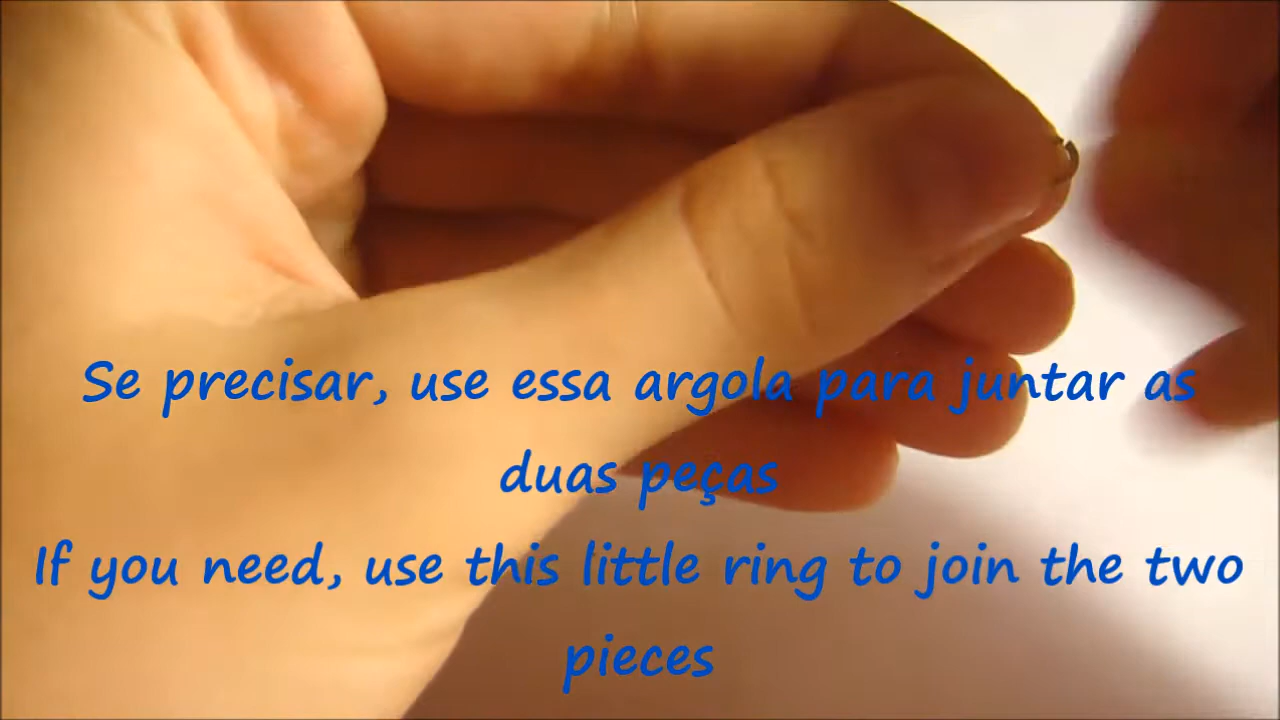 Se precisar, use essa argola para juntar as
duas peças
If you need, use this little ring to join the two
pieces